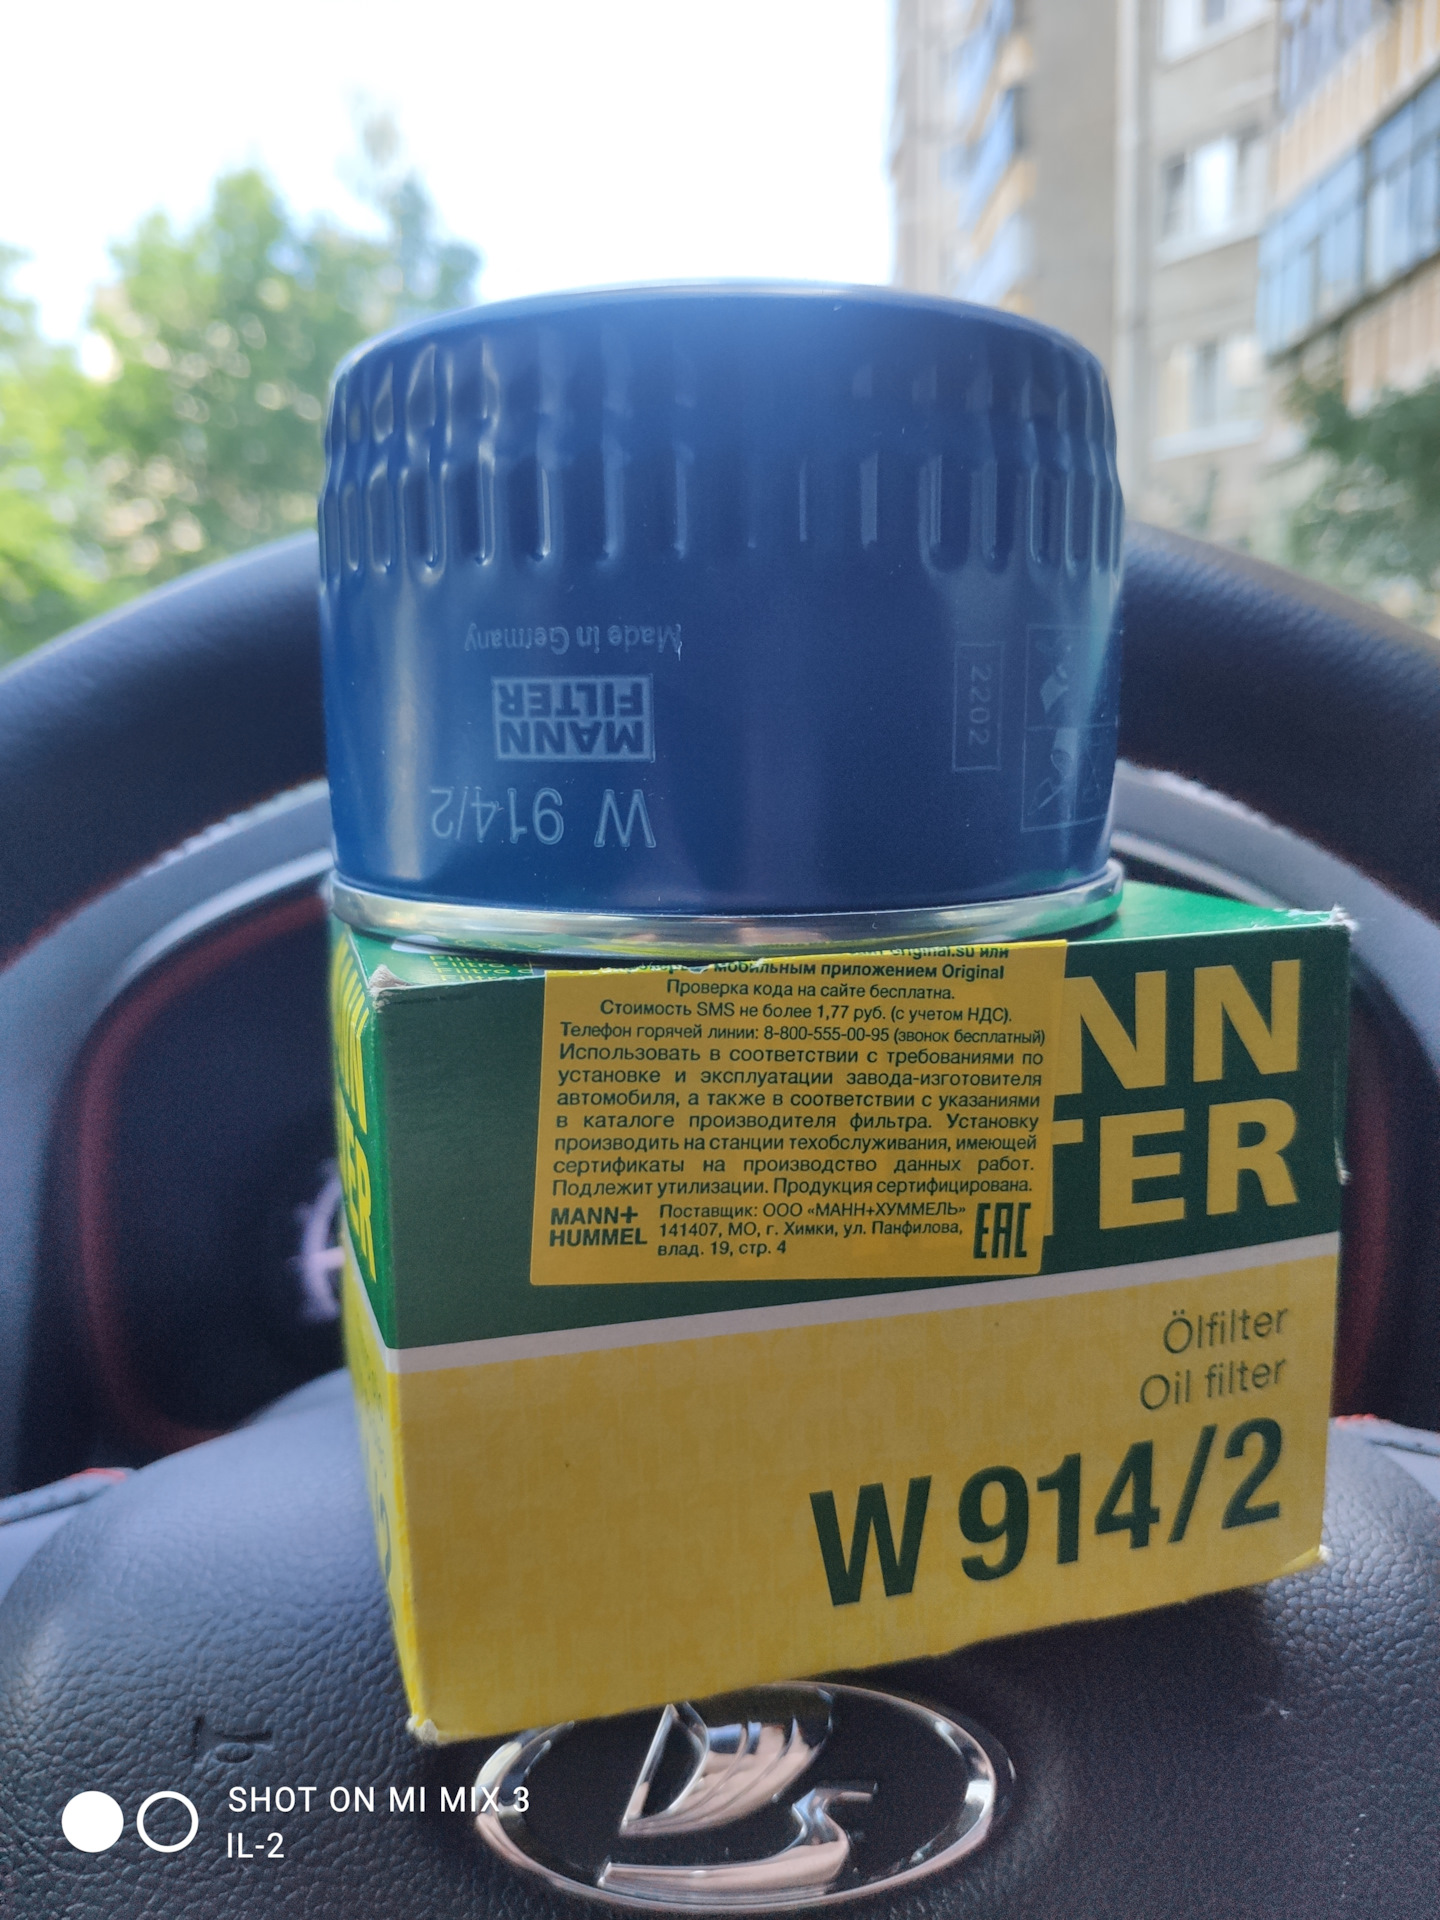 Made in Germany
MANN
FILTER
W 914/2
2202
original.su или
мобильным приложением Original
Проверка кода на сайте бесплатна.
Стоимость SMS не более 1,77 руб. (с учетом НДС).
Телефон горячей линии: 8-800-555-00-95 (звонок бесплатный)
Использовать в соответствии с требованиями по
установке и эксплуатации завода-изготовителя
автомобиля, а также в соответствии с указаниями
в каталоге производителя фильтра. Установку
производить на станции техобслуживания, имеющей
сертификаты на производство данных работ.
Подлежит утилизации. Продукция сертифицирована.
MANN+
HUMMEL
Поставщик: ООО «МАНН+ХУММЕЛЬ»
141407, МО, г. Химки, ул. Панфилова,
влад. 19, стр. 4
EAC
NN
TER
Ölfilter
Oil filter
W 914/2
SHOT ON MI MIX 3
IL-2